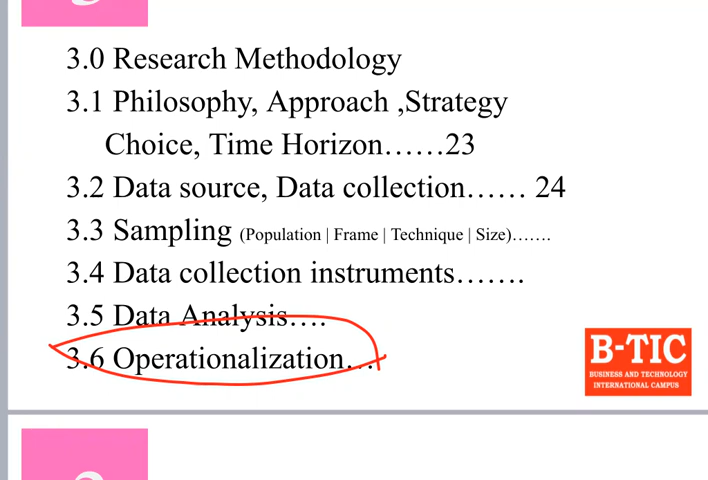 3.0 Research Methodology
3.1 Philosophy, Approach ,Strategy
Choice, Time Horizon……23
3.2 Data source, Data collection…… 24
3.3 Sampling (Population | Frame | Technique | Size)…….
3.4 Data collection instruments…….
3.5 Data Analysis….
3.6 Operationalization….
B-TIC
BUSINESS AND TECHNOLOGY
INTERNATIONAL CAMPUS